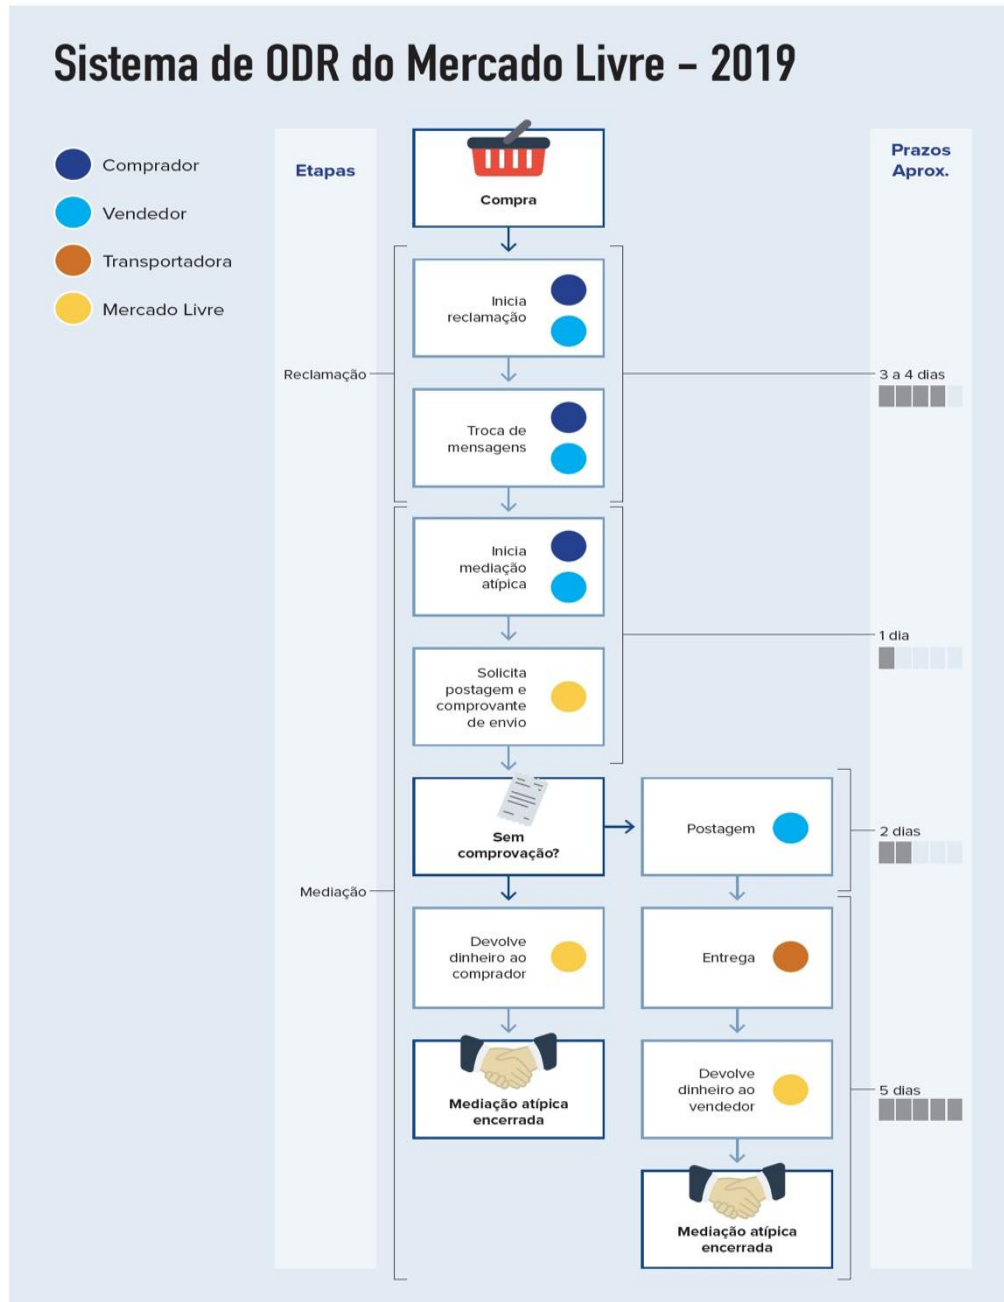 Sistema de ODR do Mercado Livre – 2019
Comprador
Vendedor
Transportadora
Mercado Livre
Etapas
Prazos
Aprox.
Compra
Inicia
reclamação
Reclamação
3 a 4 dias
Troca de
mensagens
Inicia
mediação
atípica
1 dia
Solicita
postagem e
comprovante
de envio
Sem
comprovação?
Postagem
2 dias
Mediação
Devolve
dinheiro ao
comprador
Entrega
Mediação atípica
encerrada
Devolve
dinheiro ao
vendedor
5 dias
Mediação atípica
encerrada